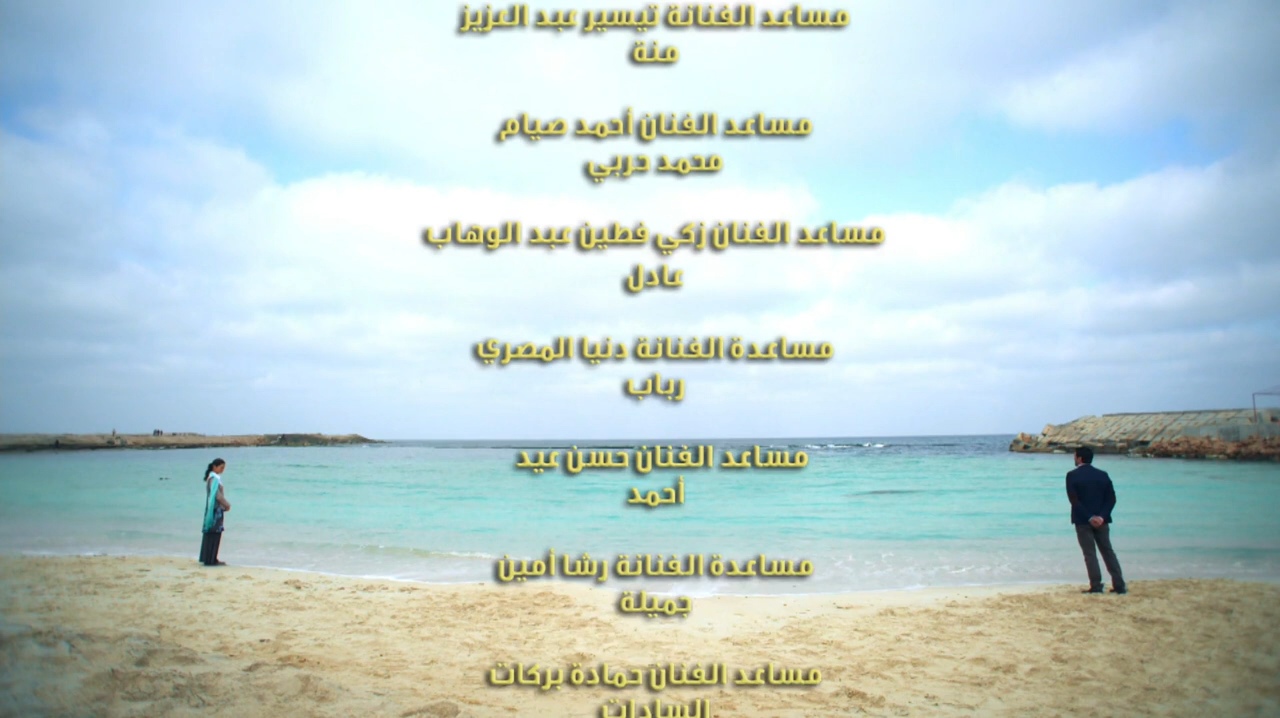 مساعد الفنانة تيسير عبد العزيز
منة
مساعد الفنان أحمد صيام
محمد حربي
مساعد الفنان زكي فطين عبد الوهاب
عادل
مساعدة الفنانة دنيا المصري
رباب
مساعد الفنان حسن عيد
أحمد
مساعدة الفنانة رشا أمين
جميلة
مساعد الفنان حمادة بركات
السادات